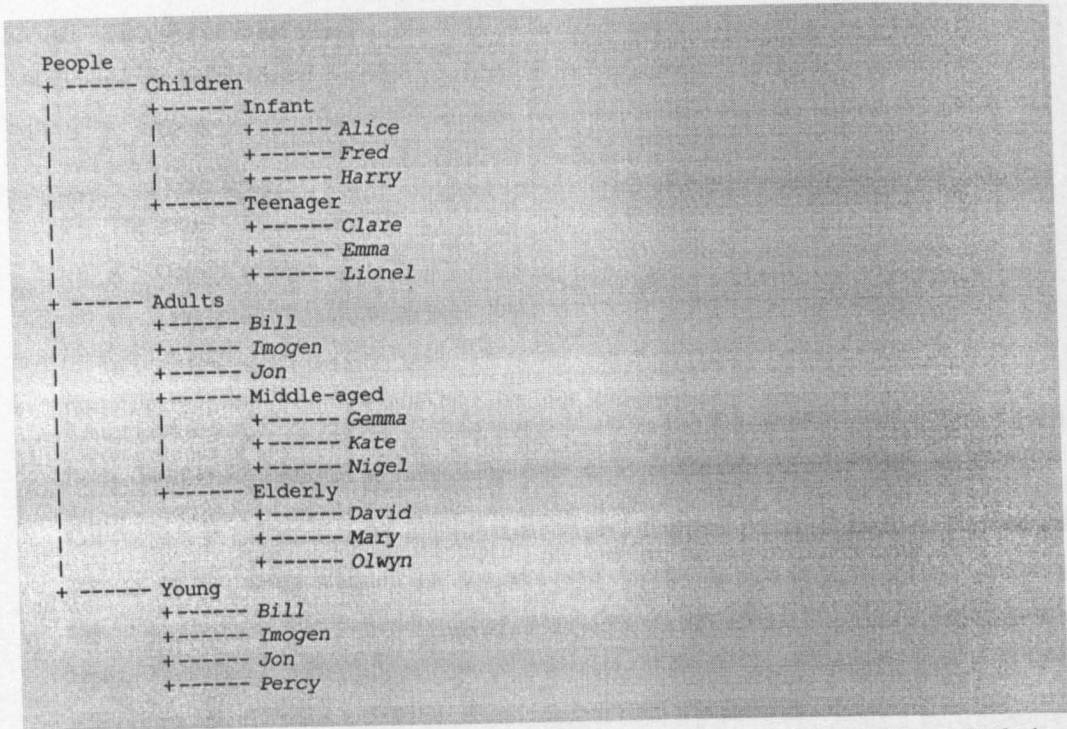 People
+ ------ Children
+------ Infant
| | +------ Alice
| | +------ Fred
| | +------ Harry
| +------ Teenager
| +------ Clare
| +------ Emma
| +------ Lionel
+ ------ Adults
| +------ Bill
| +------ Imogen
| +------ Jon
| +------ Middle-aged
| | +------ Gemma
| | +------ Kate
| | +------ Nigel
| +------ Elderly
| +------ David
| +------ Mary
| +------ Olwyn
+ ------ Young
+------ Bill
+------ Imogen
+------ Jon
+------ Percy